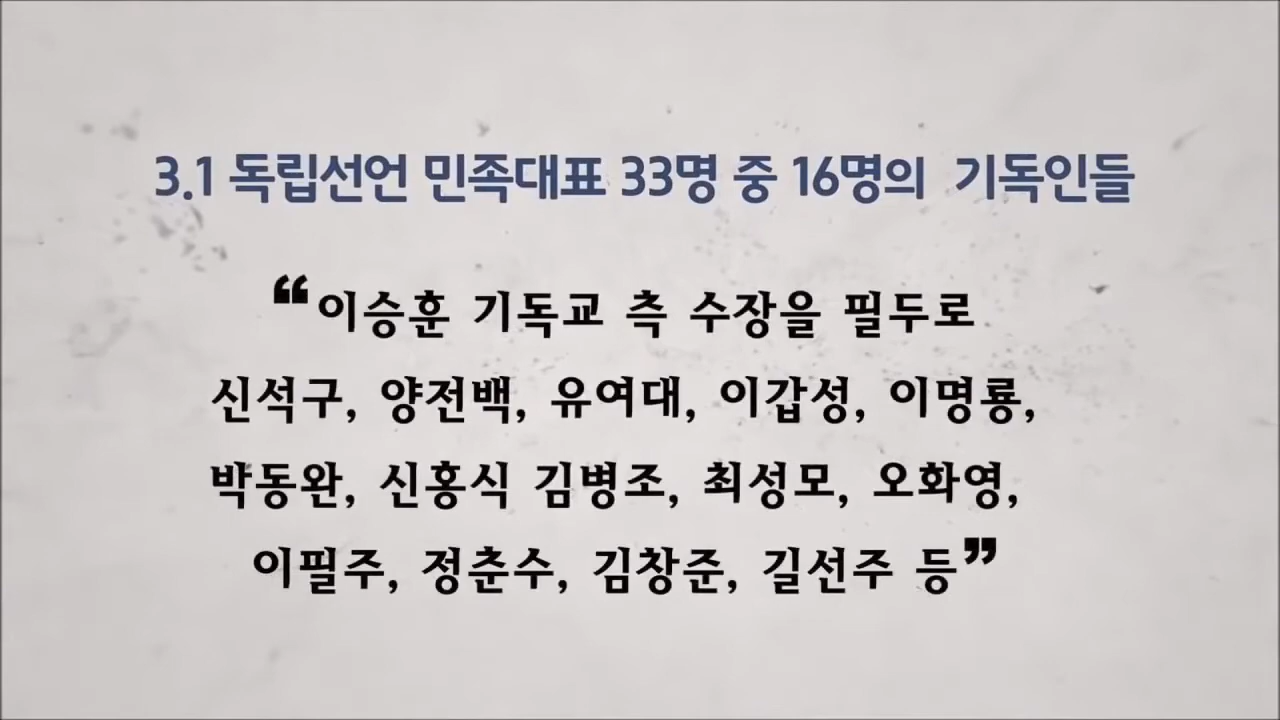 3.1 독립선언 민족대표 33명 중 16명의 기독인들
“이승훈 기독교 측 수장을 필두로
신석구, 양전백, 유여대, 이갑성, 이명룡,
박동완, 신홍식 김병조, 최성모, 오화영,
이필주, 정춘수, 김창준, 길선주 등”